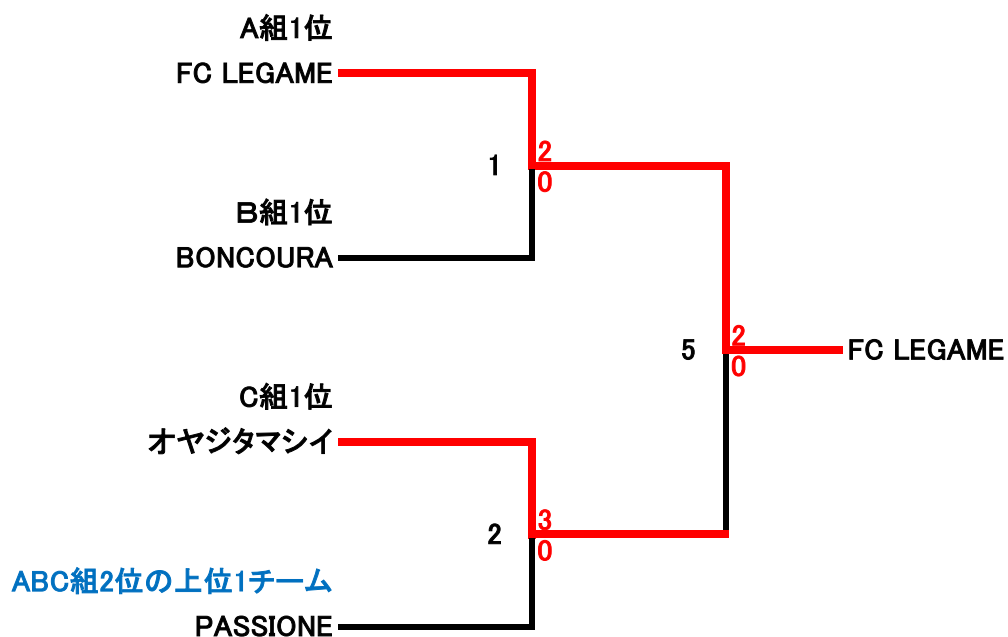 A組1位
FC LEGAME
2
1
0
B組1位
BONCOURA
2
5
FC LEGAME
0
C組1位
オヤジタマシイ
3
2
0
ABC組2位の上位1チーム
PASSIONE